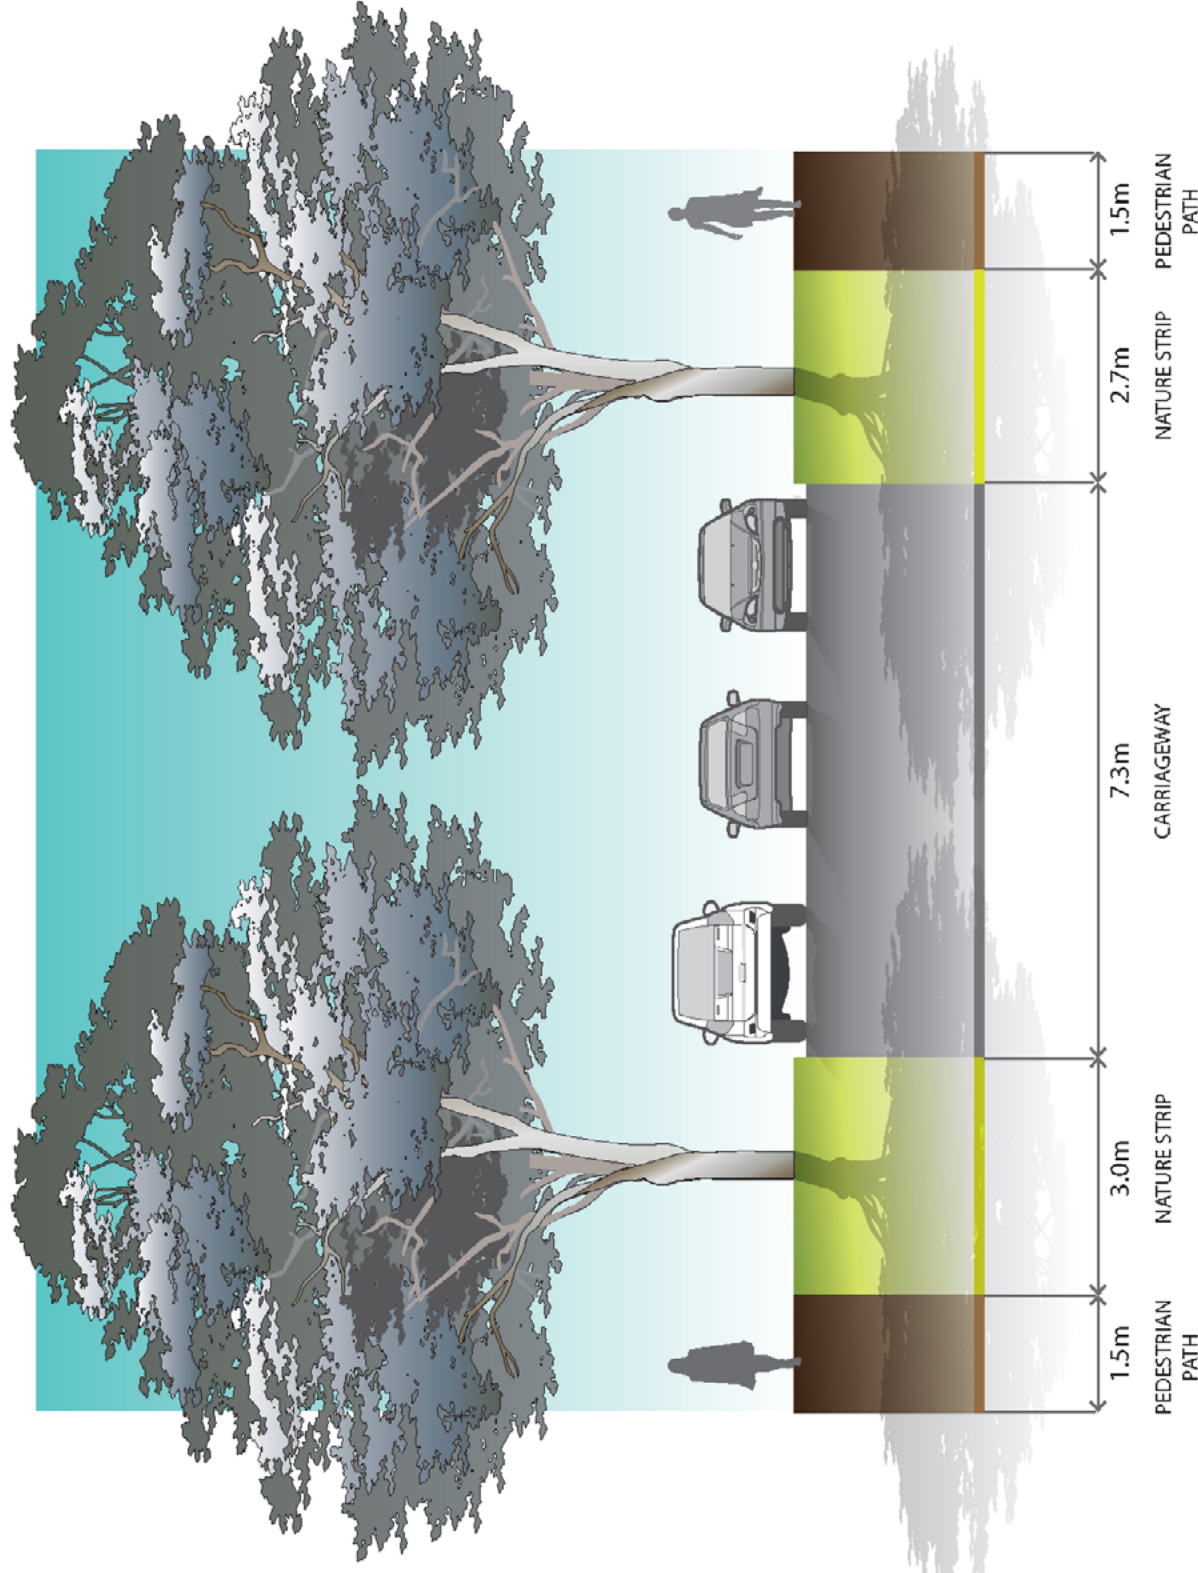 1.5m
PEDESTRIAN
PATH
3.0m
NATURE STRIP
7.3m
CARRIAGEWAY
2.7m
NATURE STRIP
1.5m
PEDESTRIAN
PATH